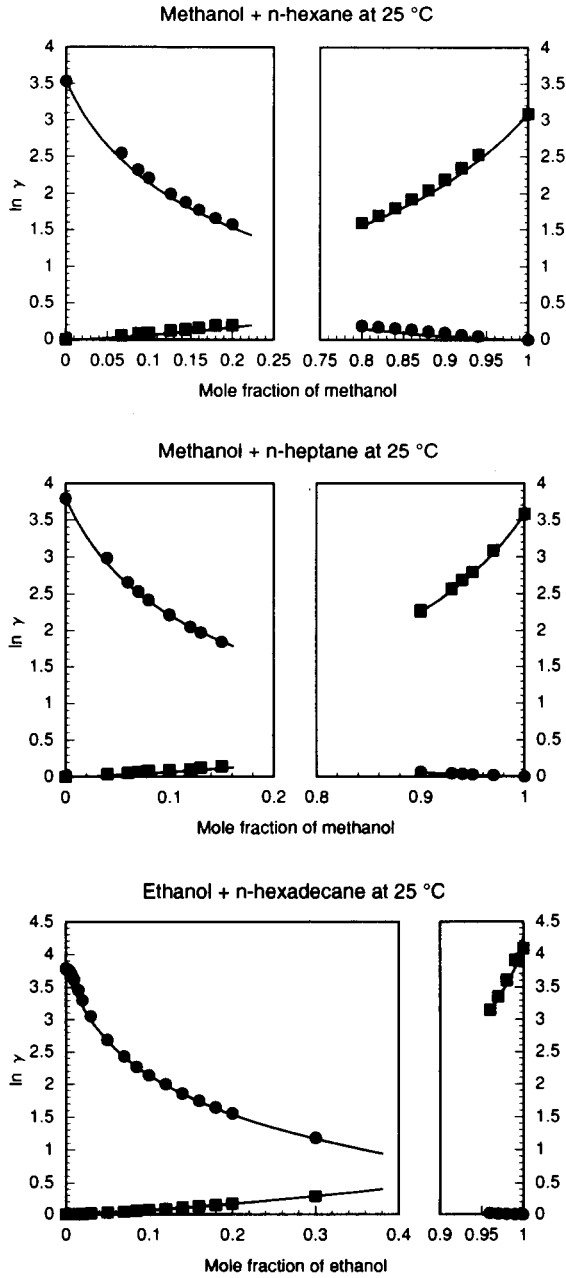 Methanol + n-hexane at 25 °C
4 4
3.5 3.5
3 3
2.5 2.5
2 2
1.5 1.5
1 1
0.5 0.5
0 0
ln γ
0 0.05 0.1 0.15 0.2 0.25 0.75 0.8 0.85 0.9 0.95 1
Mole fraction of methanol
Methanol + n-heptane at 25 °C
4 4
3.5 3.5
3 3
2.5 2.5
2 2
1.5 1.5
1 1
0.5 0.5
0 0
ln γ
0 0.1 0.2 0.8 0.9 1
Mole fraction of methanol
Ethanol + n-hexadecane at 25 °C
4.5 4.5
4 4
3.5 3.5
3 3
2.5 2.5
2 2
1.5 1.5
1 1
0.5 0.5
0 0
ln γ
0 0.1 0.2 0.3 0.4 0.9 0.95 1
Mole fraction of ethanol